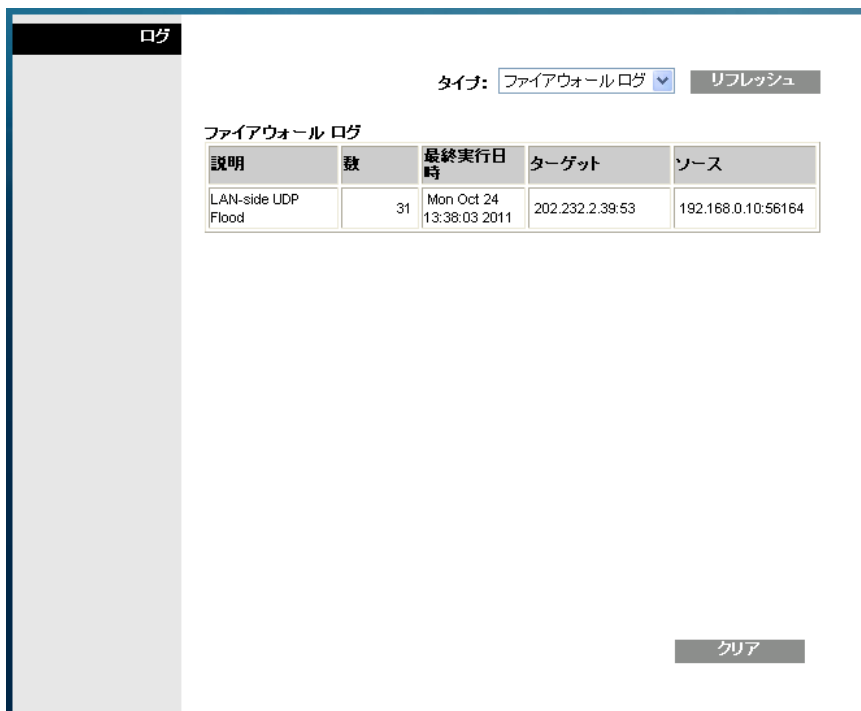 ログ
タイプ: ファイアウォール ログ リフレッシュ
ファイアウォール ログ
説明 数 最終実行日時 ターゲット ソース
LAN-side UDP Flood 31 Mon Oct 24 13:38:03 2011 202.232.2.39:53 192.168.0.10:56164
クリア